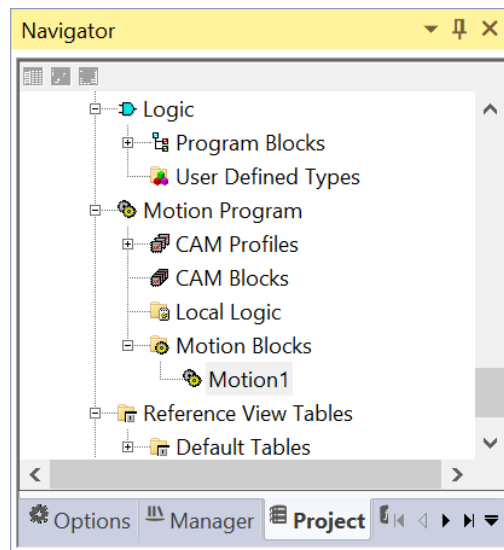 Navigator
Logic
Program Blocks
User Defined Types
Motion Program
CAM Profiles
CAM Blocks
Local Logic
Motion Blocks
Motion1
Reference View Tables
Default Tables
Options Manager Project